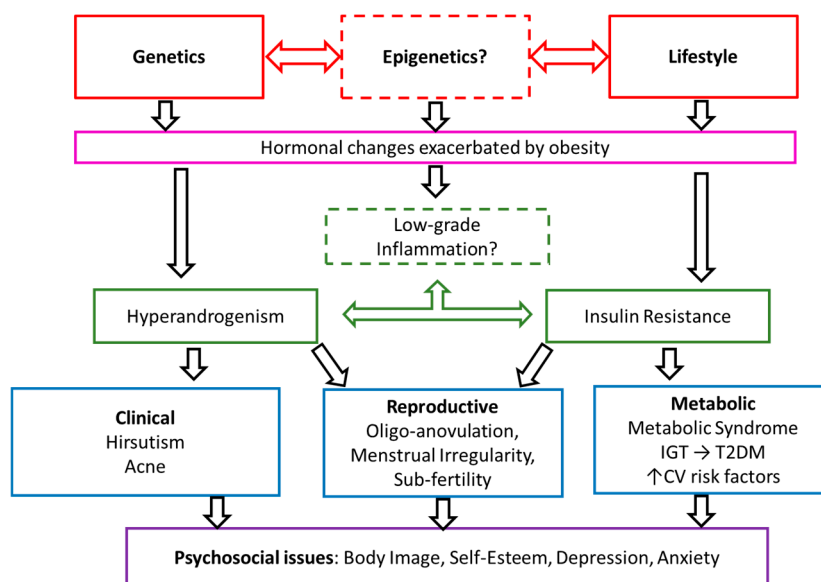 Genetics
Epigenetics?
Lifestyle
Hormonal changes exacerbated by obesity
Low-grade
Inflammation?
Hyperandrogenism
Insulin Resistance
Clinical
Hirsutism
Acne
Reproductive
Oligo-anovulation,
Menstrual Irregularity,
Sub-fertility
Metabolic
Metabolic Syndrome
IGT → T2DM
↑CV risk factors
Psychosocial issues: Body Image, Self-Esteem, Depression, Anxiety